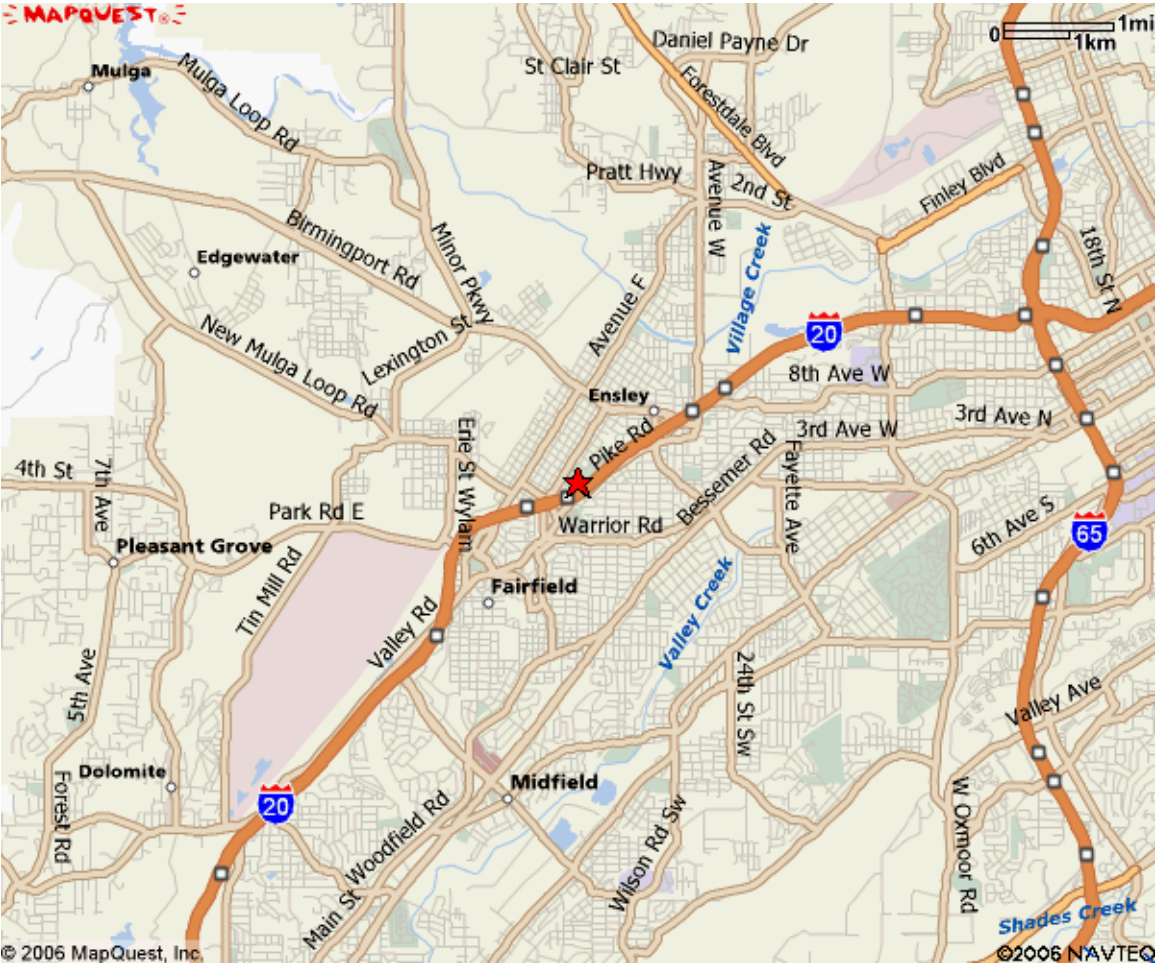 MAPQUEST®
0 1mi
1km
Daniel Payne Dr
St Clair St
Mulga
Mulga Loop Rd
Forestdale Blvd
Pratt Hwy
Avenue W
2nd St
Finley Blvd
Birmingport Rd
Minor Pkwy
Edgewater
Village Creek
18th St N
Avenue F
New Mulga Loop Rd
Lexington St
20
8th Ave W
Ensley
3rd Ave N
3rd Ave W
Pike Rd
Erie St Wylam
Bessemer Rd
Fayette Ave
4th St
7th Ave
Park Rd E
Warrior Rd
6th Ave S
65
Pleasant Grove
Tin Mill Rd
Fairfield
Valley Rd
Valley Creek
24th St Sw
5th Ave
Valley Ave
Dolomite
Midfield
20
Forest Rd
Woodfield Rd
Wilson Rd Sw
W Oxmoor Rd
Main St
Shades Creek
© 2006 MapQuest, Inc.
©2006 NAVTEQ